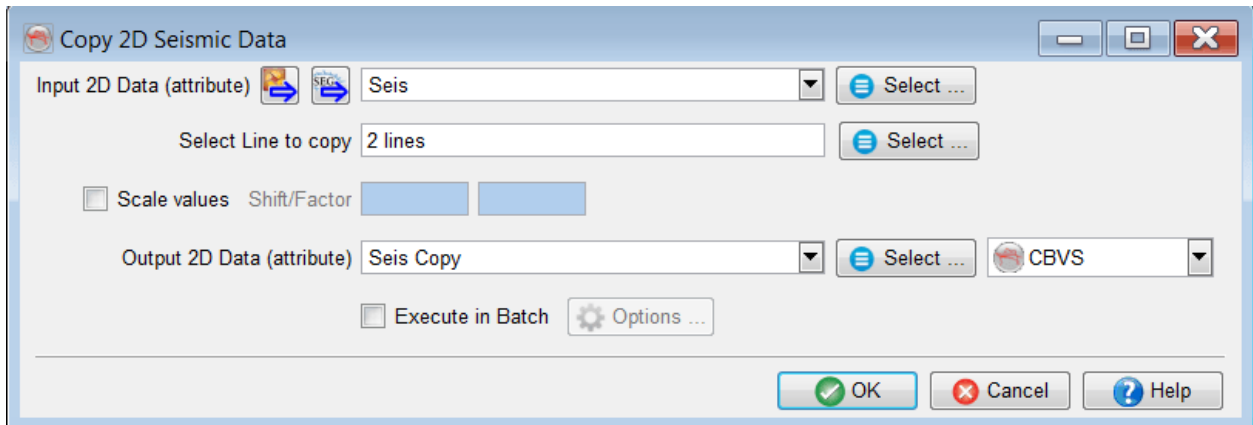 Copy 2D Seismic Data
Input 2D Data (attribute) SEG Seis Select ...
Select Line to copy 2 lines Select ...
Scale values Shift/Factor
Output 2D Data (attribute) Seis Copy Select ... CBVS
Execute in Batch Options ...
OK Cancel Help